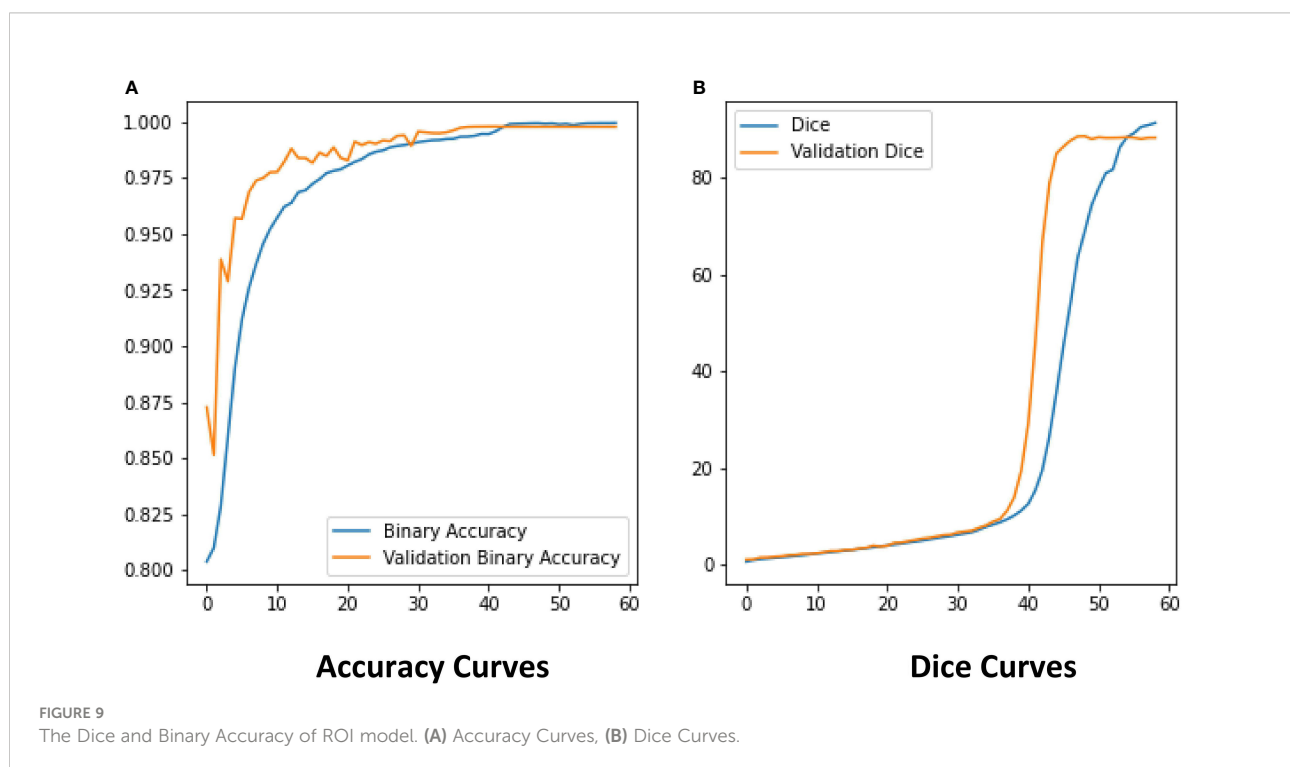 A
1.000
0.975
0.950
0.925
0.900
0.875
0.850
0.825
0.800
Binary Accuracy
Validation Binary Accuracy
0 10 20 30 40 50 60
Accuracy Curves
B
Dice
Validation Dice
80
60
40
20
0
0 10 20 30 40 50 60
Dice Curves
FIGURE 9
The Dice and Binary Accuracy of ROI model. (A) Accuracy Curves, (B) Dice Curves.